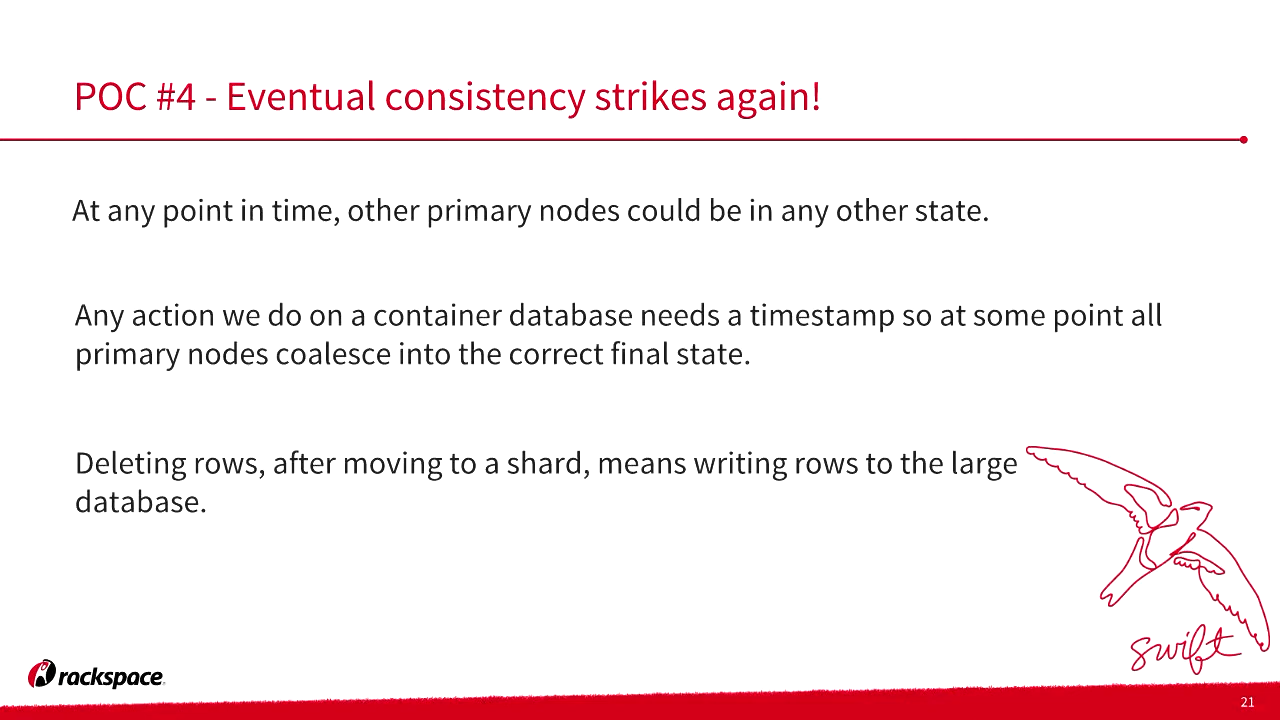 POC #4 - Eventual consistency strikes again!
At any point in time, other primary nodes could be in any other state.
Any action we do on a container database needs a timestamp so at some point all
primary nodes coalesce into the correct final state.
Deleting rows, after moving to a shard, means writing rows to the large
database.
swift
rackspace
21